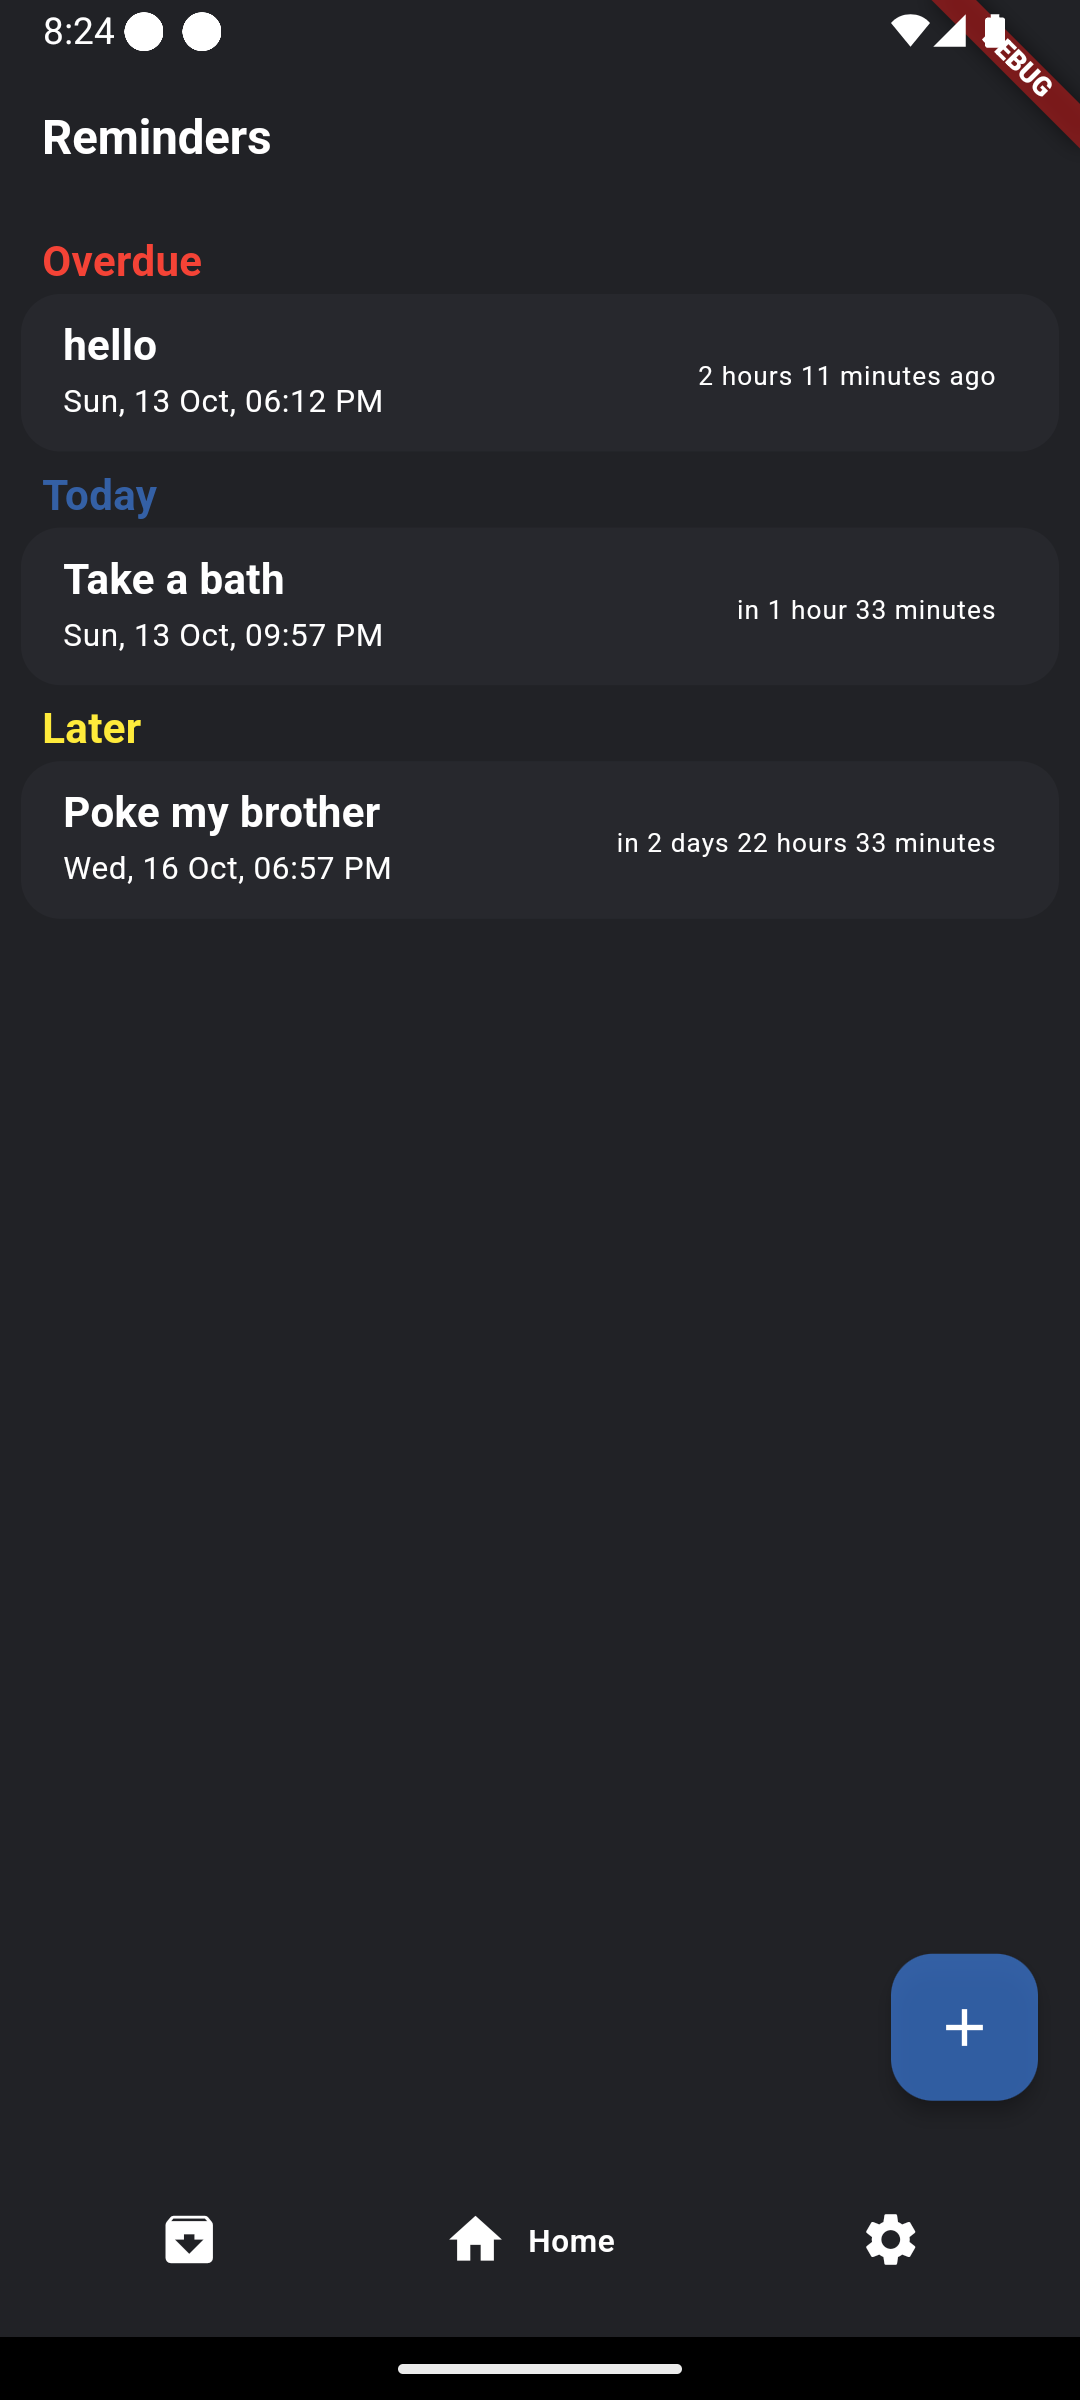 8:24
DEBUG
Reminders
Overdue
hello
Sun, 13 Oct, 06:12 PM
2 hours 11 minutes ago
Today
Take a bath
Sun, 13 Oct, 09:57 PM
in 1 hour 33 minutes
Later
Poke my brother
Wed, 16 Oct, 06:57 PM
in 2 days 22 hours 33 minutes
Home